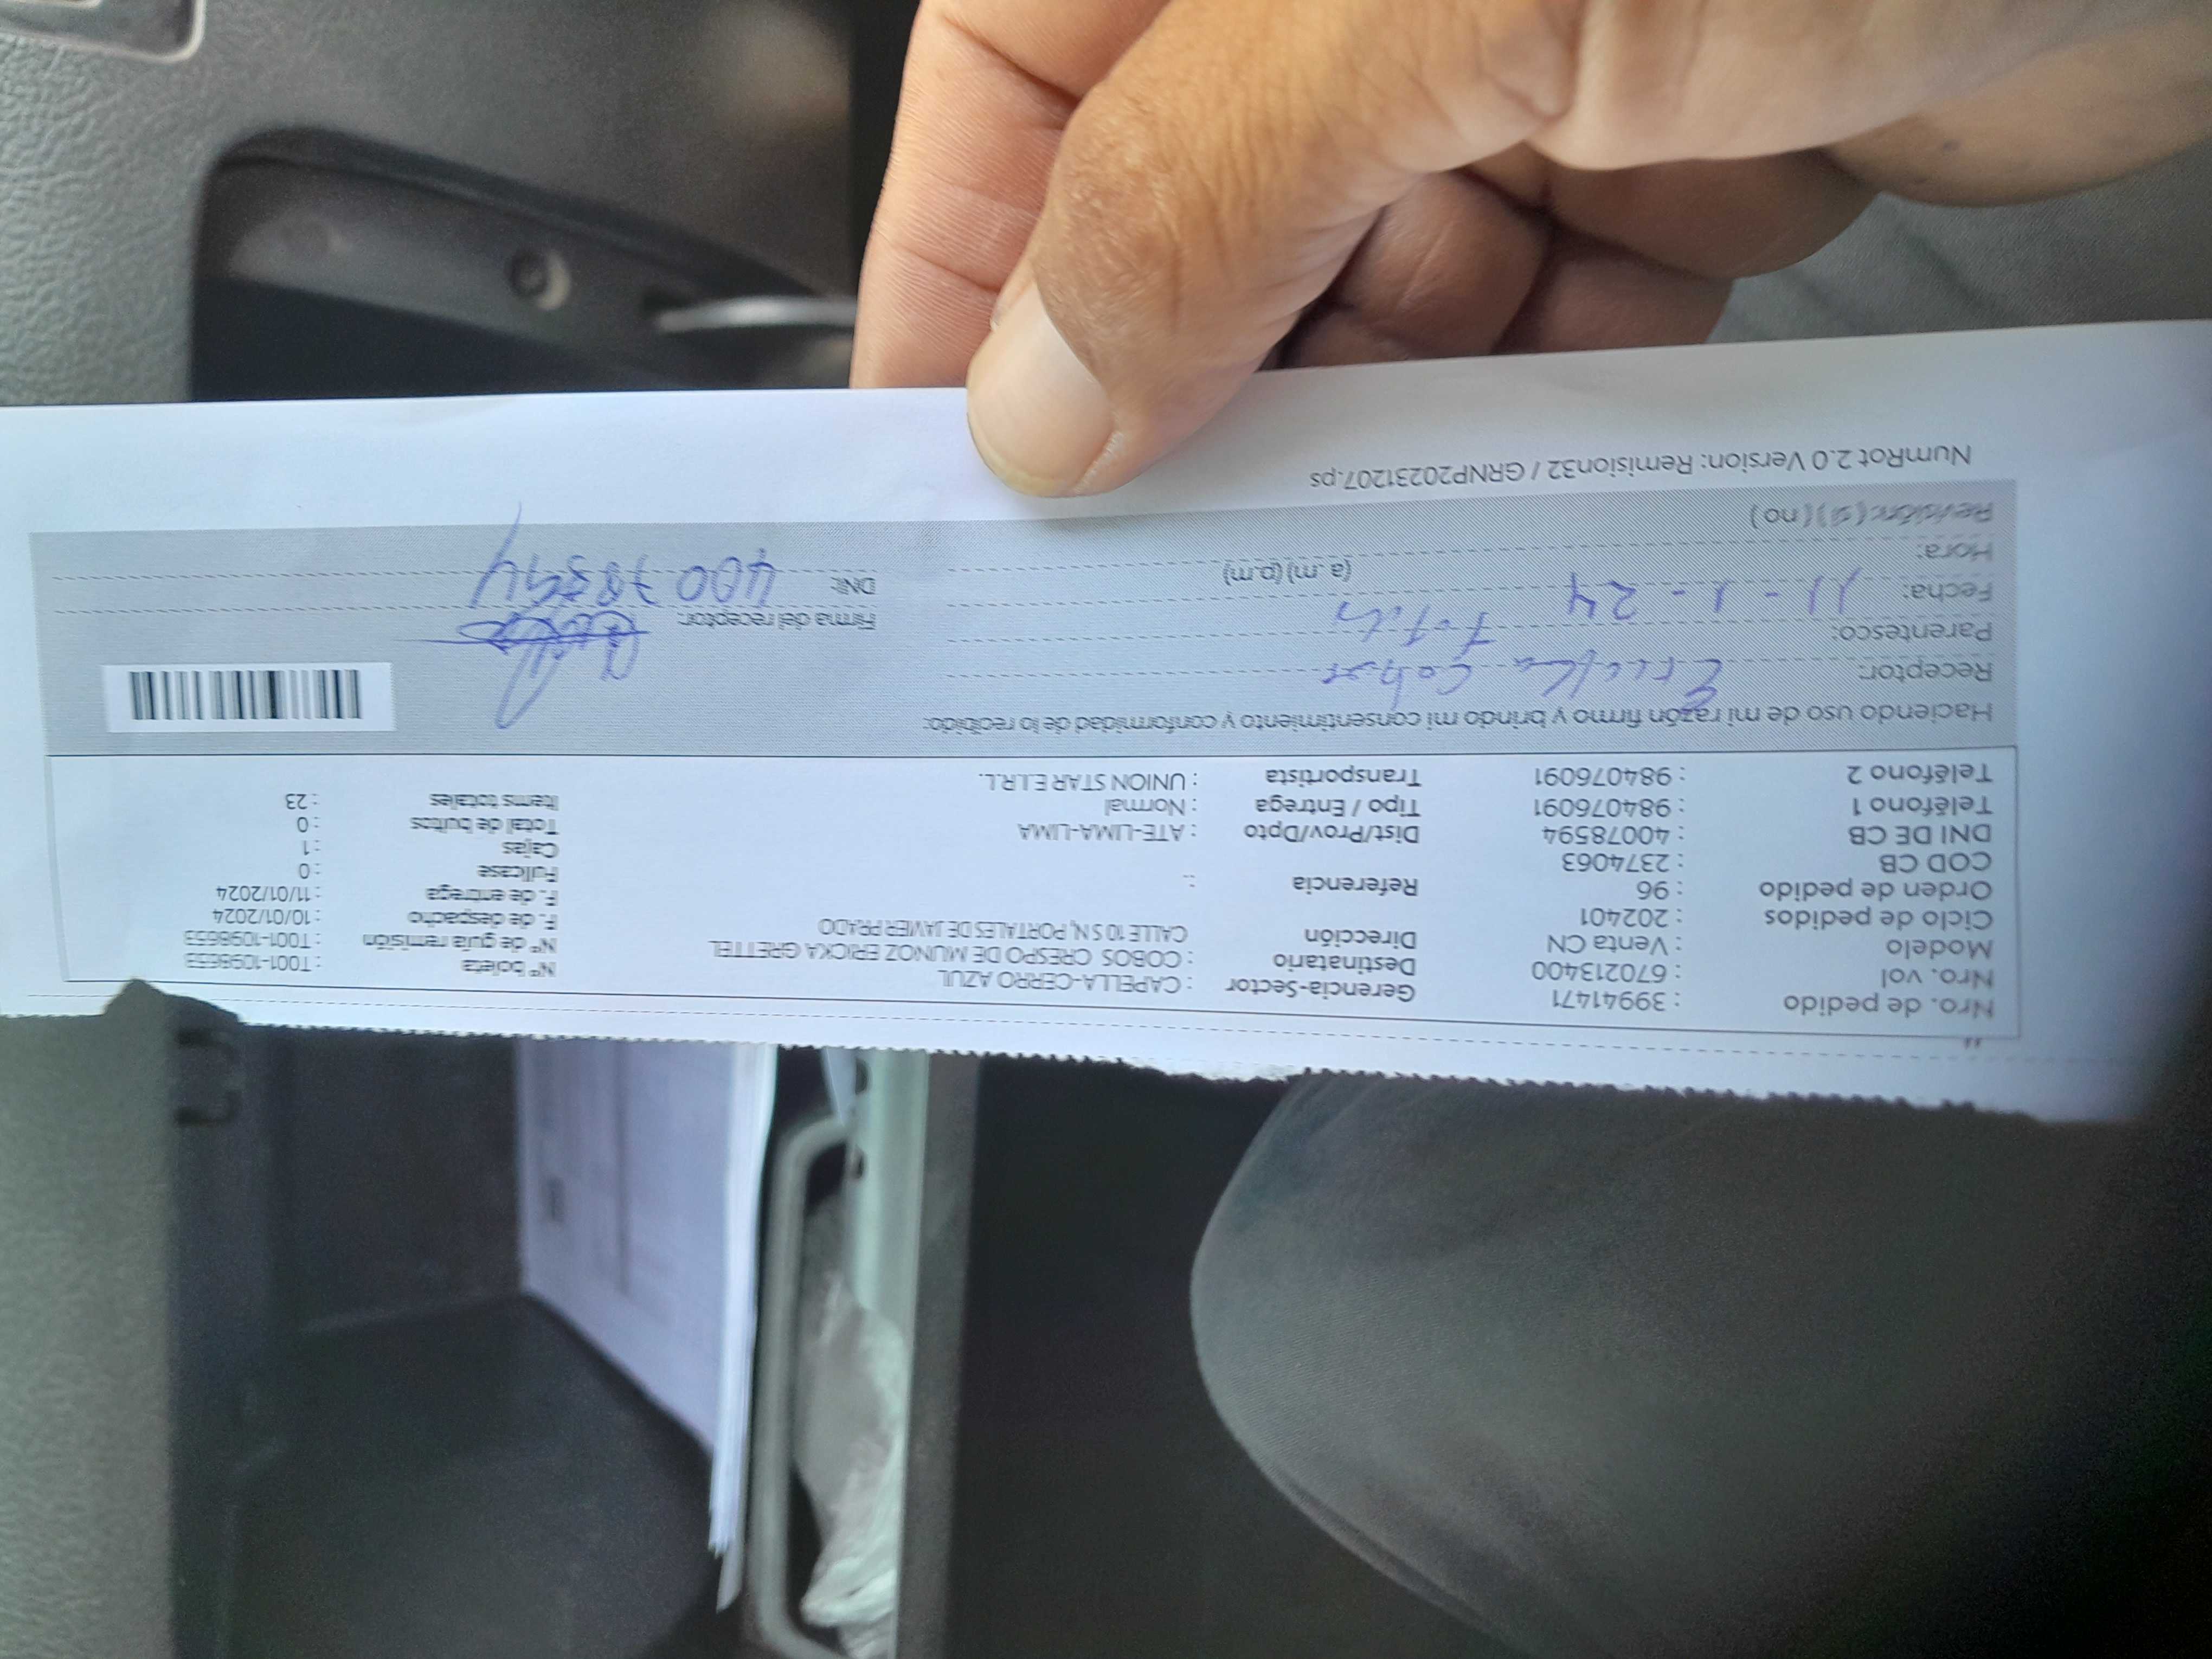 Nro. de pedido : 39941471 Gerencia-Sector : CAPELLA-CERRO AZUL Nº boleta : T001-1098653
Nro. vol : 670213400 Destinatario : COBOS CRESPO DE MUNOZ ERICKA GRETTEL Nº de guía remisión : T001-1098653
Modelo : Venta CN Dirección CALLE 10 SN, PORTALES DE JAVIER PRADO F. de despacho : 10/01/2024
Ciclo de pedidos : 202401 F. de entrega : 11/01/2024
Orden de pedido : 96 Referencia : . Fullcase : 0
COD CB : 2374063 Cajas : 1
DNI DE CB : 40078594 Dist/Prov/Dpto : ATE-LIMA-LIMA Total de bultos : 0
Teléfono 1 : 984076091 Tipo / Entrega : Normal Items totales : 23
Teléfono 2 : 984076091 Transportista : UNION STAR E.I.R.L.
Haciendo uso de mi razón firmo y brindo mi consentimiento y conformidad de lo recibido:
Receptor: Ericka Cobos
Parentesco: Firma del receptor:
Fecha: 11 - 1 - 24 DNI: 40078594
Hora: (a.m) (p.m)
Revisión: (si) (no)
NumRot 2.0 Version: Remision32 / GRNP20231207.ps